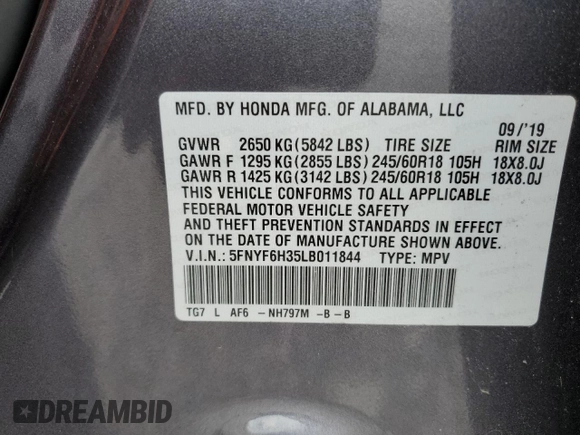 MFD. BY HONDA MFG. OF ALABAMA, LLC
09/'19
GVWR 2650 KG (5842 LBS) TIRE SIZE RIM SIZE
GAWR F 1295 KG (2855 LBS) 245/60R18 105H 18X8.0J
GAWR R 1425 KG (3142 LBS) 245/60R18 105H 18X8.0J
THIS VEHICLE CONFORMS TO ALL APPLICABLE
FEDERAL MOTOR VEHICLE SAFETY
AND THEFT PREVENTION STANDARDS IN EFFECT
ON THE DATE OF MANUFACTURE SHOWN ABOVE.
V.I.N.: 5FNYF6H35LB011844 TYPE: MPV
TG7 L AF6 - NH797M - B - B
DREAMBID